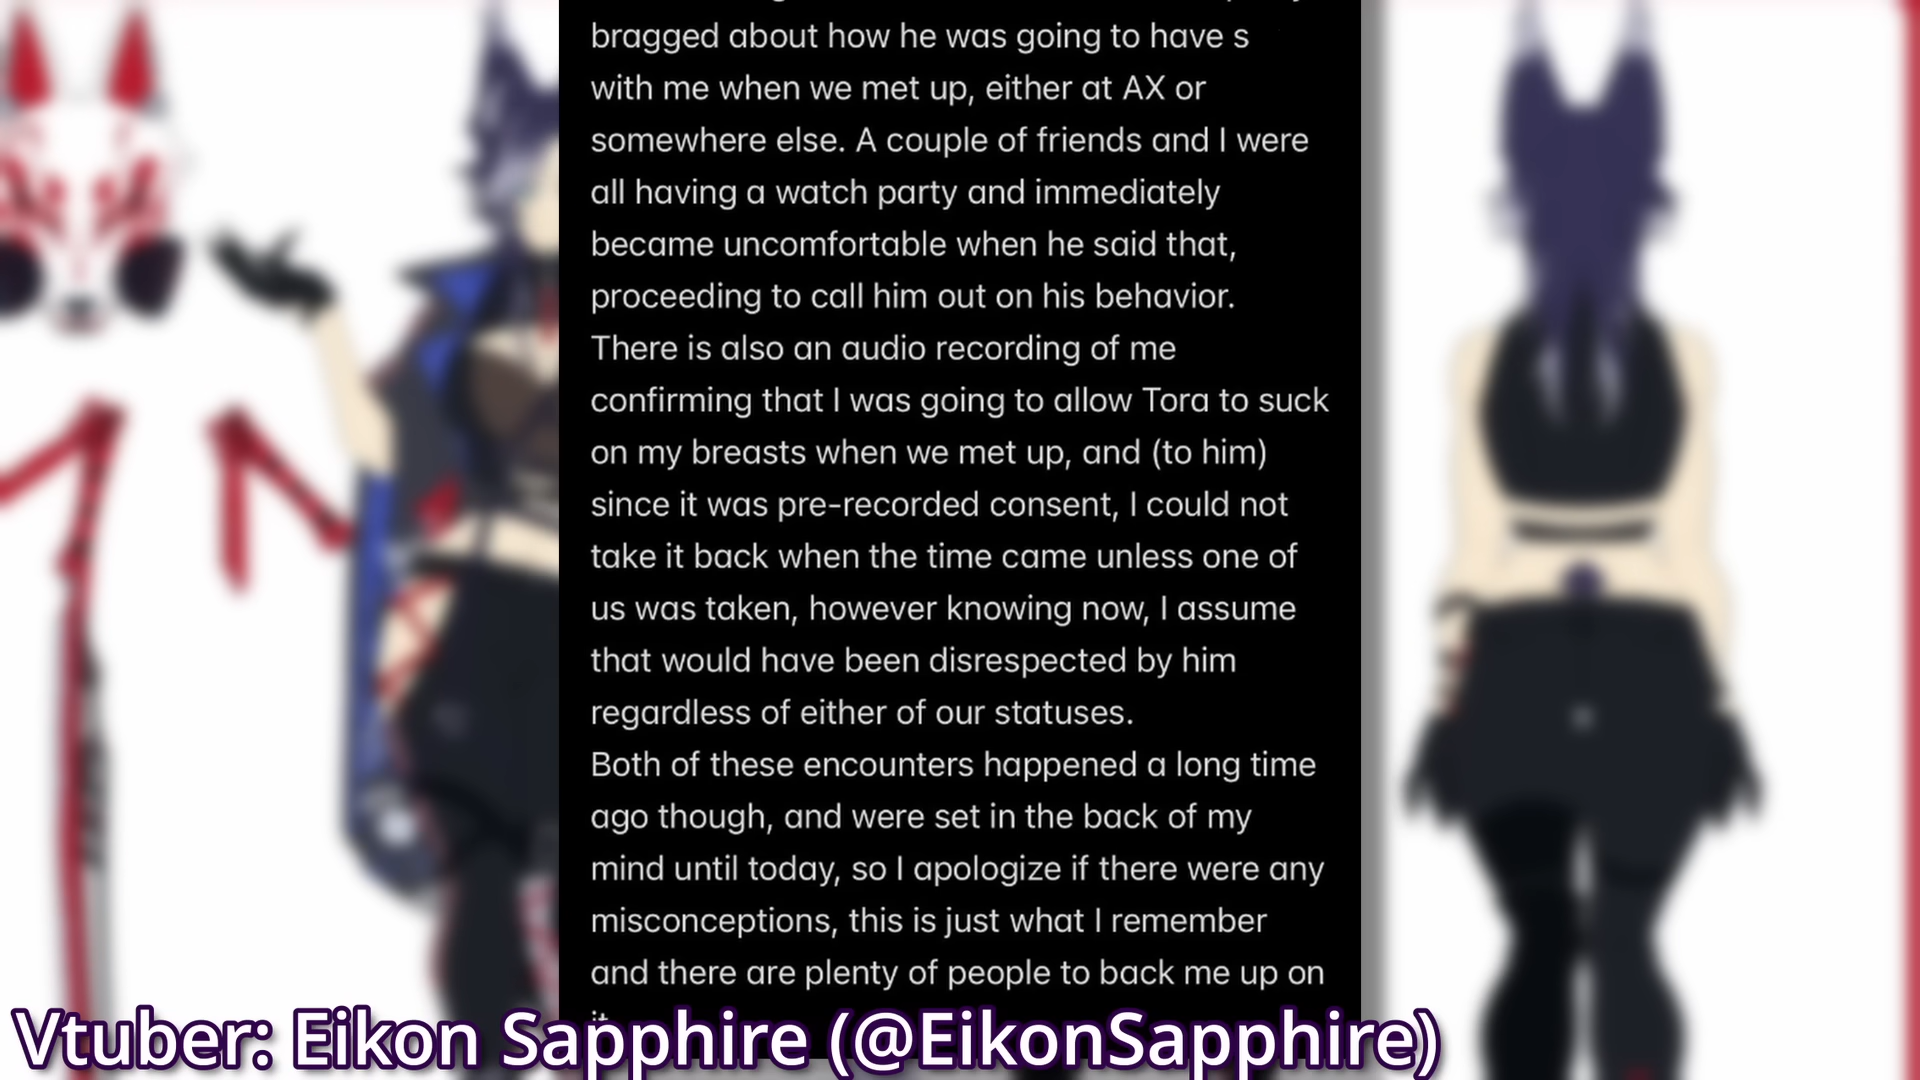 bragged about how he was going to have s
with me when we met up, either at AX or
somewhere else. A couple of friends and I were
all having a watch party and immediately
became uncomfortable when he said that,
proceeding to call him out on his behavior.
There is also an audio recording of me
confirming that I was going to allow Tora to suck
on my breasts when we met up, and (to him)
since it was pre-recorded consent, I could not
take it back when the time came unless one of
us was taken, however knowing now, I assume
that would have been disrespected by him
regardless of either of our statuses.
Both of these encounters happened a long time
ago though, and were set in the back of my
mind until today, so I apologize if there were any
misconceptions, this is just what I remember
and there are plenty of people to back me up on
Vtuber: Eikon Sapphire (@EikonSapphire)